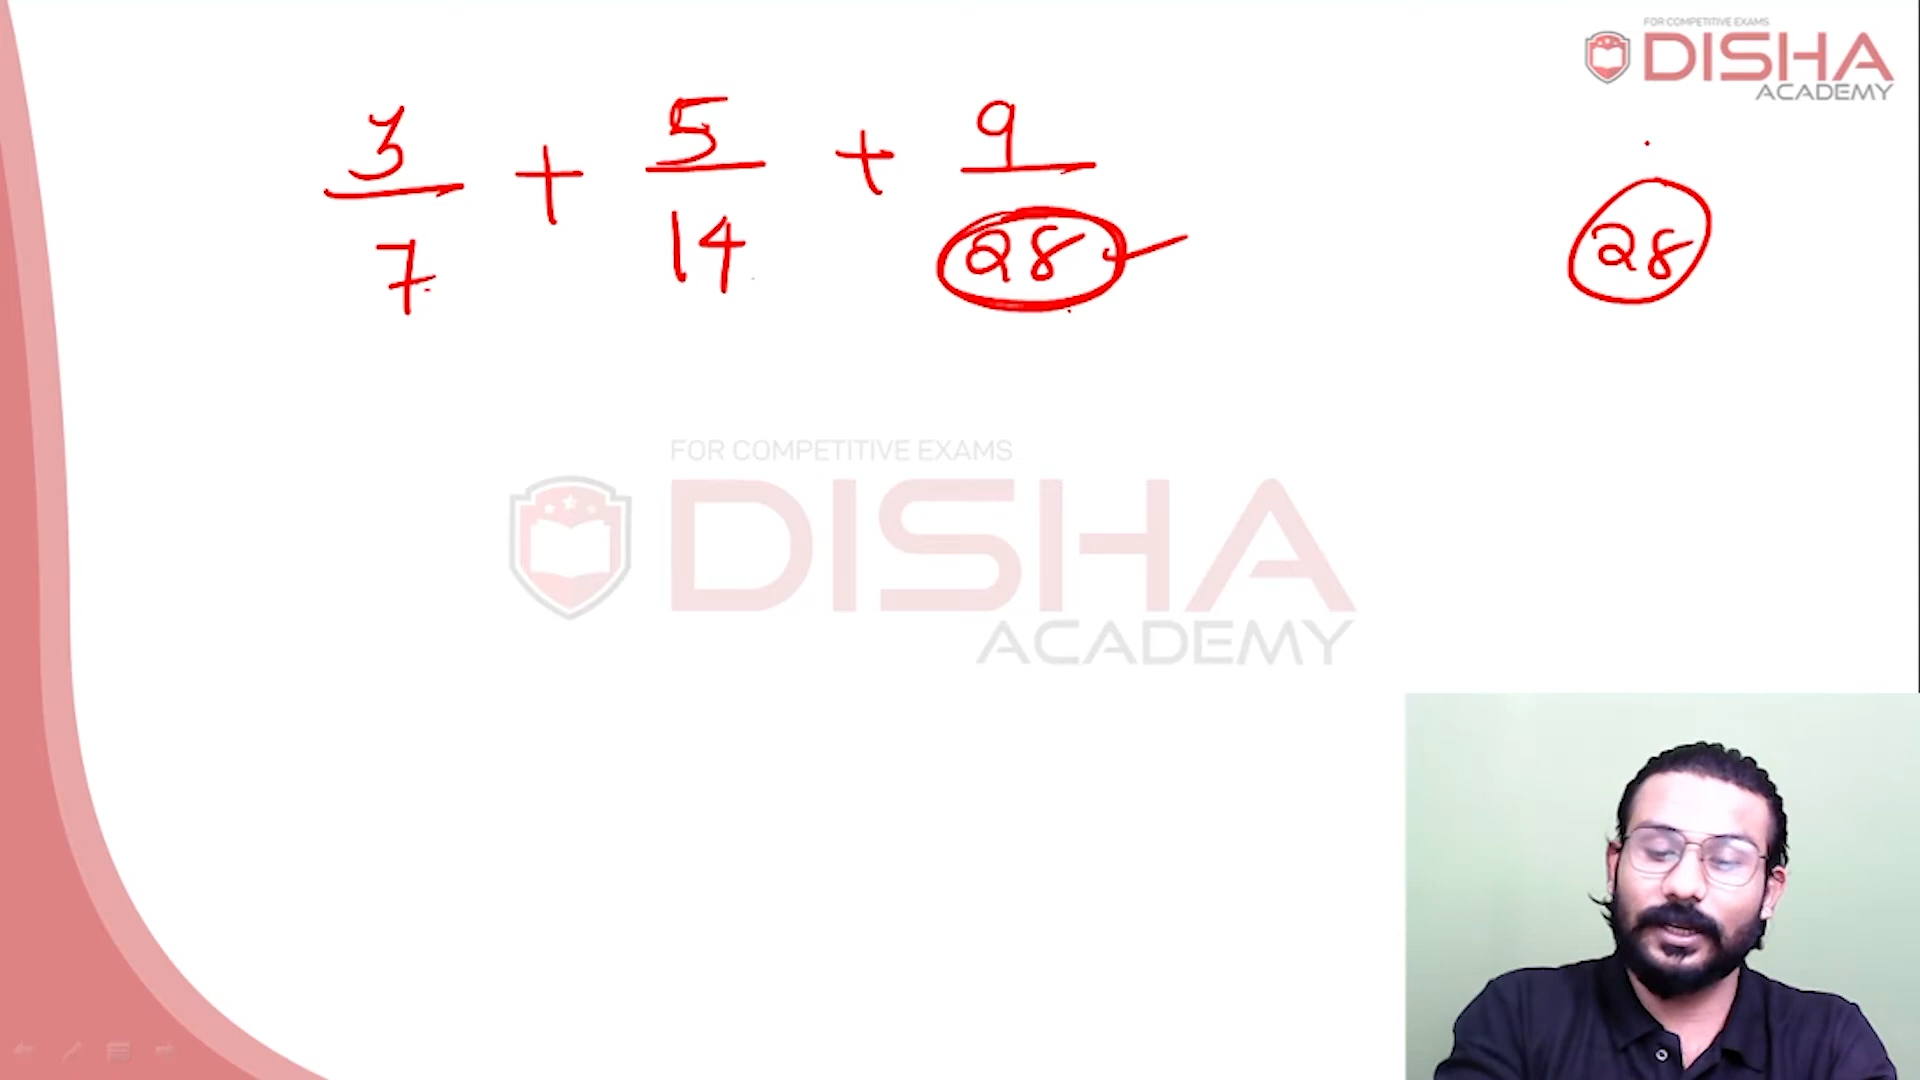 FOR COMPETITIVE EXAMS
DISHA
ACADEMY
3/7 + 5/14 + 9/28
28
FOR COMPETITIVE EXAMS
DISHA
ACADEMY